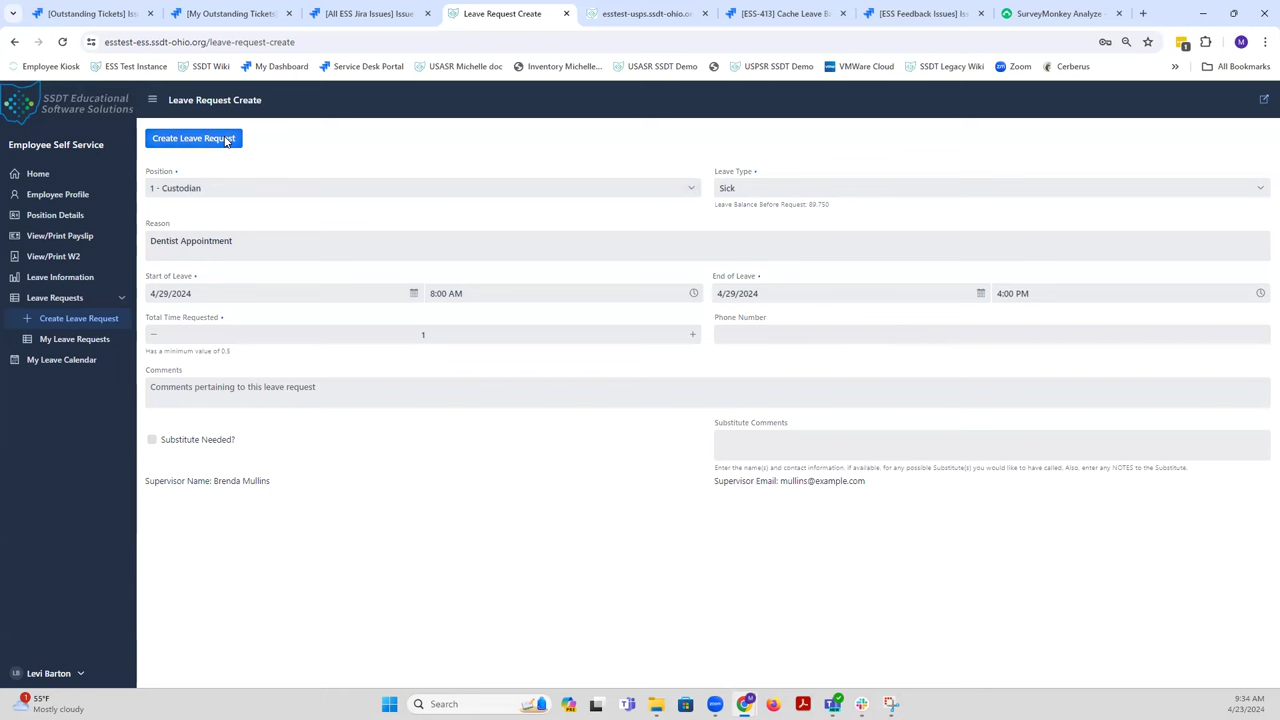 [Outstanding Tickets] Issu
[My Outstanding Tickets]
[All ESS Jira Issues] Issue
Leave Request Create
esstest-usps.ssdt-ohio.org/
[ESS-413] Cache Leave B
[ESS Feedback Issues] Iss
SurveyMonkey Analyze -
esstest-ess.ssdt-ohio.org/leave-request-create
Employee Kiosk
ESS Test Instance
SSDT Wiki
My Dashboard
Service Desk Portal
USASR Michelle doc
Inventory Michelle...
USASR SSDT Demo
USPSR SSDT Demo
VMWare Cloud
SSDT Legacy Wiki
Zoom
Cerberus
All Bookmarks
SSDT Educational
Software Solutions
Leave Request Create
Employee Self Service
Home
Employee Profile
Position Details
View/Print Payslip
View/Print W2
Leave Information
Leave Requests
Create Leave Request
My Leave Requests
My Leave Calendar
LB Levi Barton
Create Leave Request
Position •
1 - Custodian
Leave Type •
Sick
Leave Balance Before Request: 89.750
Reason
Dentist Appointment
Start of Leave •
4/29/2024
8:00 AM
End of Leave •
4/29/2024
4:00 PM
Total Time Requested •
1
Has a minimum value of 0.5
Phone Number
Comments
Comments pertaining to this leave request
Substitute Needed?
Substitute Comments
Enter the name(s) and contact information, if available, for any possible Substitute(s) you would like to have called. Also, enter any NOTES to the Substitute.
Supervisor Name: Brenda Mullins
Supervisor Email: mullins@example.com
1
55°F
Mostly cloudy
Search
9:34 AM
4/23/2024